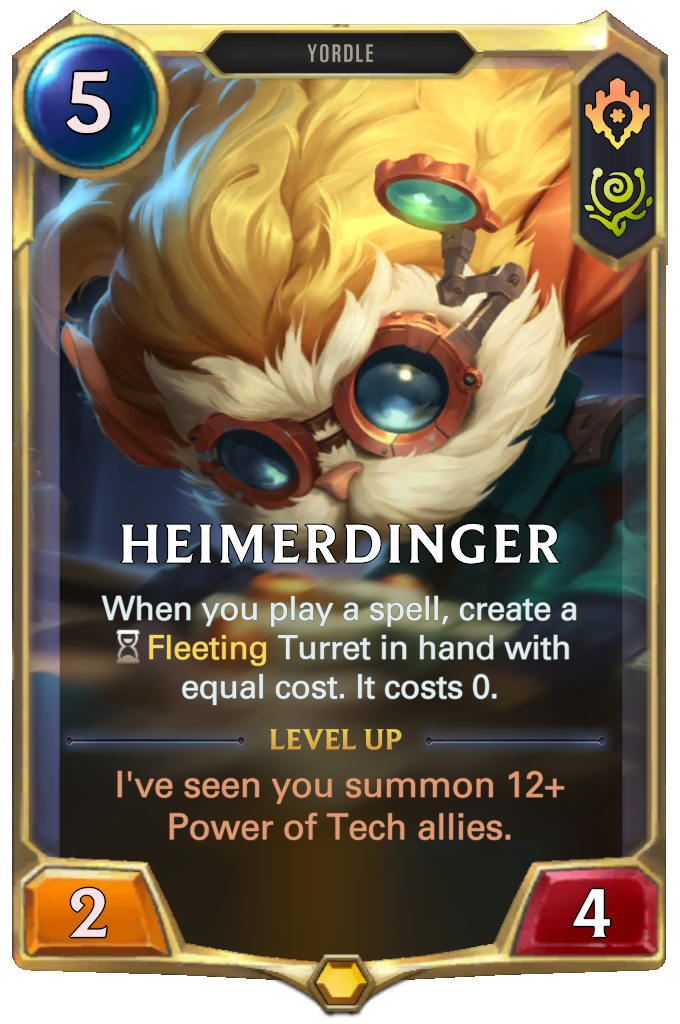 YORDLE
5
HEIMERDINGER
When you play a spell, create a
Fleeting Turret in hand with
equal cost. It costs 0.
LEVEL UP
I've seen you summon 12+
Power of Tech allies.
2
4